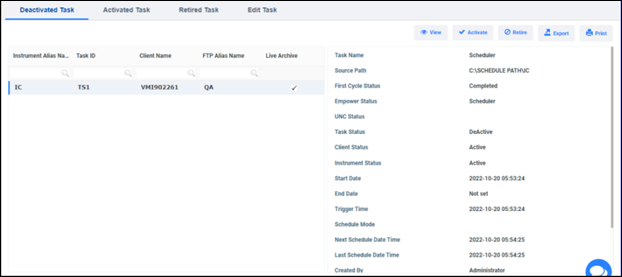 Deactivated Task Activated Task Retired Task Edit Task
View Activate Retire Export Print
Instrument Alias Na... Task ID Client Name FTP Alias Name Live Archive
IC TS1 VMI902261 QA
Task Name Scheduler
Source Path C:\SCHEDULE PATH\IC
First Cycle Status Completed
Empower Status Scheduler
UNC Status
Task Status DeActive
Client Status Active
Instrument Status Active
Start Date 2022-10-20 05:53:24
End Date Not set
Trigger Time 2022-10-20 05:53:24
Schedule Mode
Next Schedule Date Time 2022-10-20 05:54:25
Last Schedule Date Time 2022-10-20 05:54:25
Created By Administrator